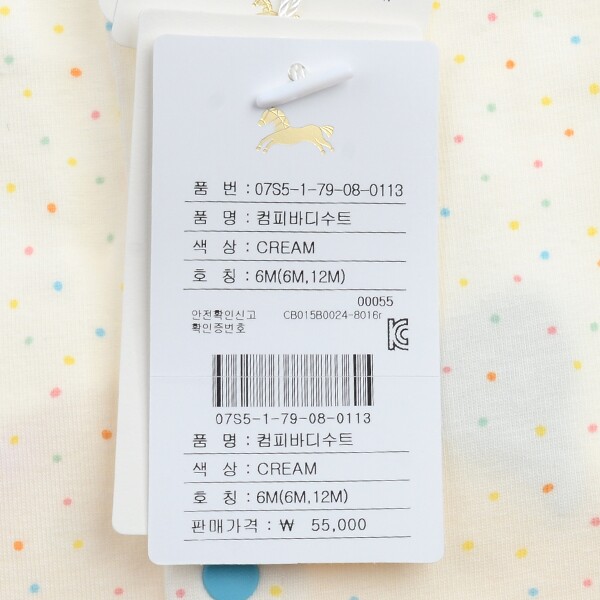 품 번 : 07S5-1-79-08-0113
품 명 : 컴피바디수트
색 상 : CREAM
호 칭 : 6M(6M,12M)
00055
안전확인신고 CB015B0024-8016r
확인증번호
07S5-1-79-08-0113
품 명 : 컴피바디수트
색 상 : CREAM
호 칭 : 6M(6M,12M)
판매가격 : ₩ 55,000